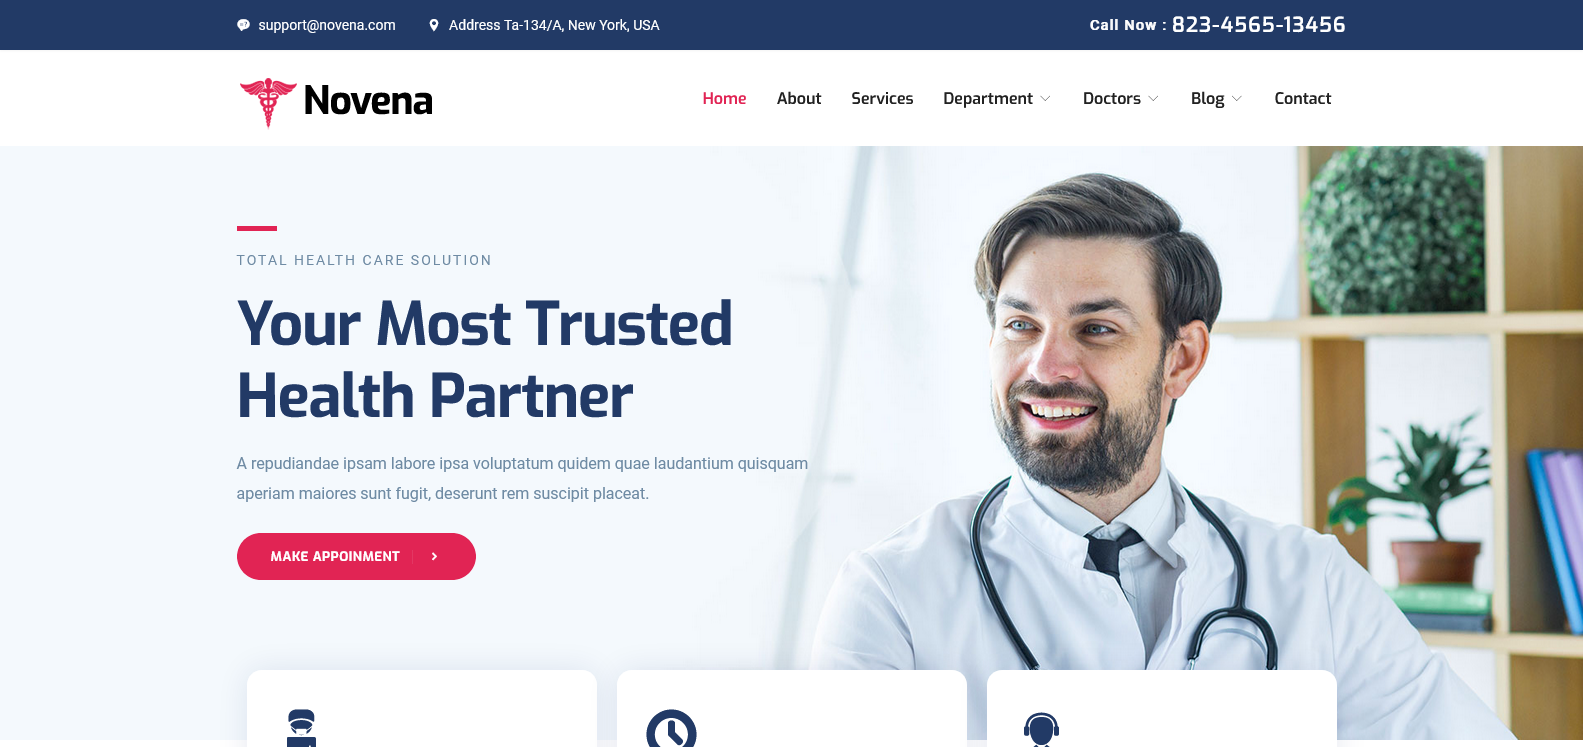 support@novena.com
Address Ta-134/A, New York, USA
Call Now : 823-4565-13456
Novena
Home
About
Services
Department
Doctors
Blog
Contact
TOTAL HEALTH CARE SOLUTION
Your Most Trusted
Health Partner
A repudiandae ipsam labore ipsa voluptatum quidem quae laudantium quisquam
aperiam maiores sunt fugit, deserunt rem suscipit placeat.
MAKE APPOINMENT